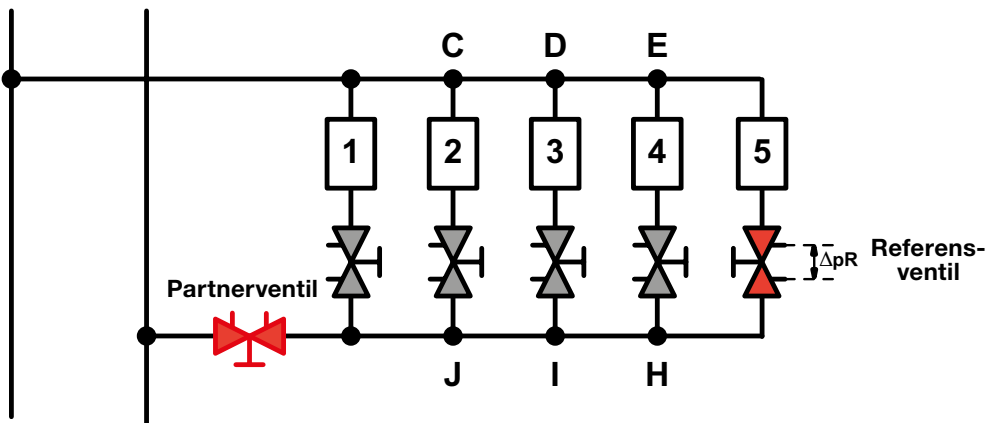 C D E
1 2 3 4 5
ΔpR
Referens-
ventil
Partnerventil
J I H